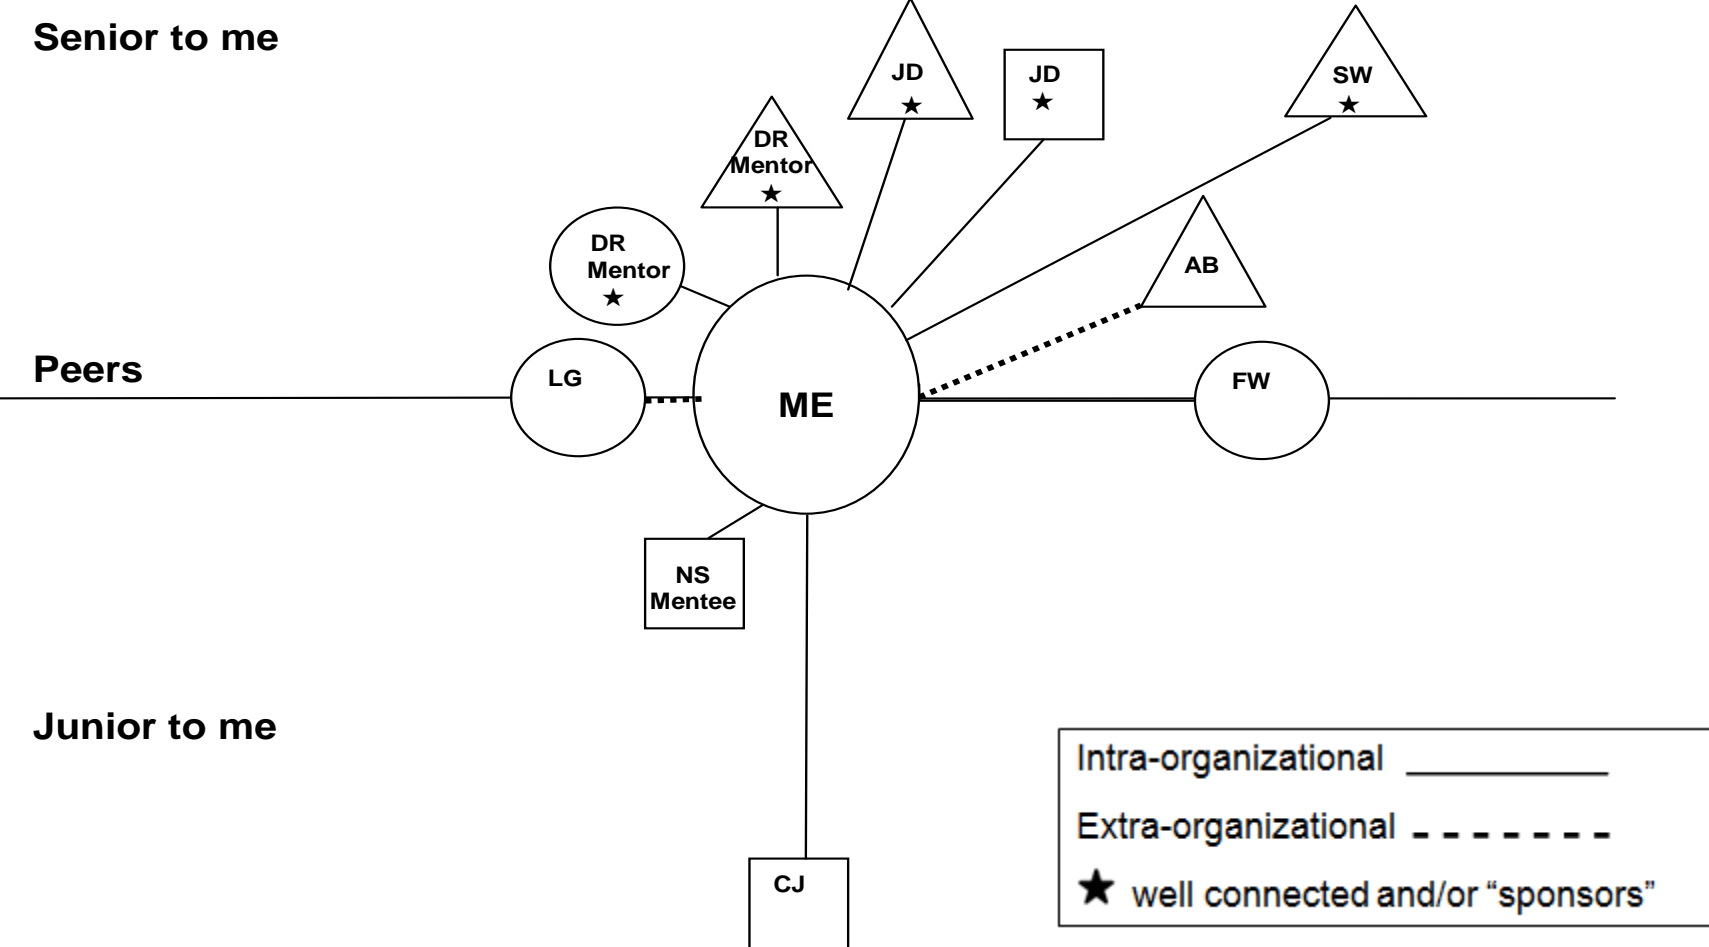 Senior to me
JD
★
JD
★
SW
★
DR
Mentor
★
DR
Mentor
★
AB
Peers
LG
ME
FW
NS
Mentee
Junior to me
CJ
Intra-organizational
Extra-organizational
★ well connected and/or “sponsors”